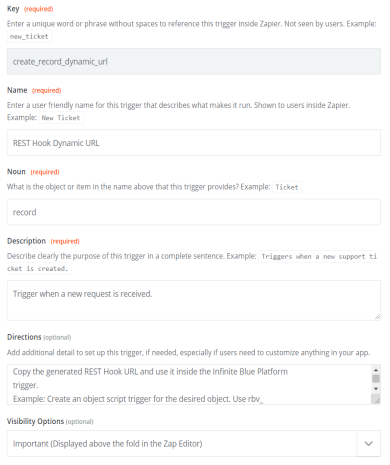 Key (required)
Enter a unique word or phrase without spaces to reference this trigger inside Zapier. Not seen by users. Example:
new_ticket
create_record_dynamic_url
Name (required)
Enter a user friendly name for this trigger that describes what makes it run. Shown to users inside Zapier.
Example: New Ticket
REST Hook Dynamic URL
Noun (required)
What is the object or item in the name above that this trigger provides? Example: Ticket
record
Description (required)
Describe clearly the purpose of this trigger in a complete sentence. Example: Triggers when a new support ti
cket is created.
Trigger when a new request is received.
Directions (optional)
Add additional detail to set up this trigger, if needed, especially if users need to customize anything in your app.
Copy the generated REST Hook URL and use it inside the Infinite Blue Platform
trigger.
Example: Create an object script trigger for the desired object. Use rbv_
Visibility Options (optional)
Important (Displayed above the fold in the Zap Editor)